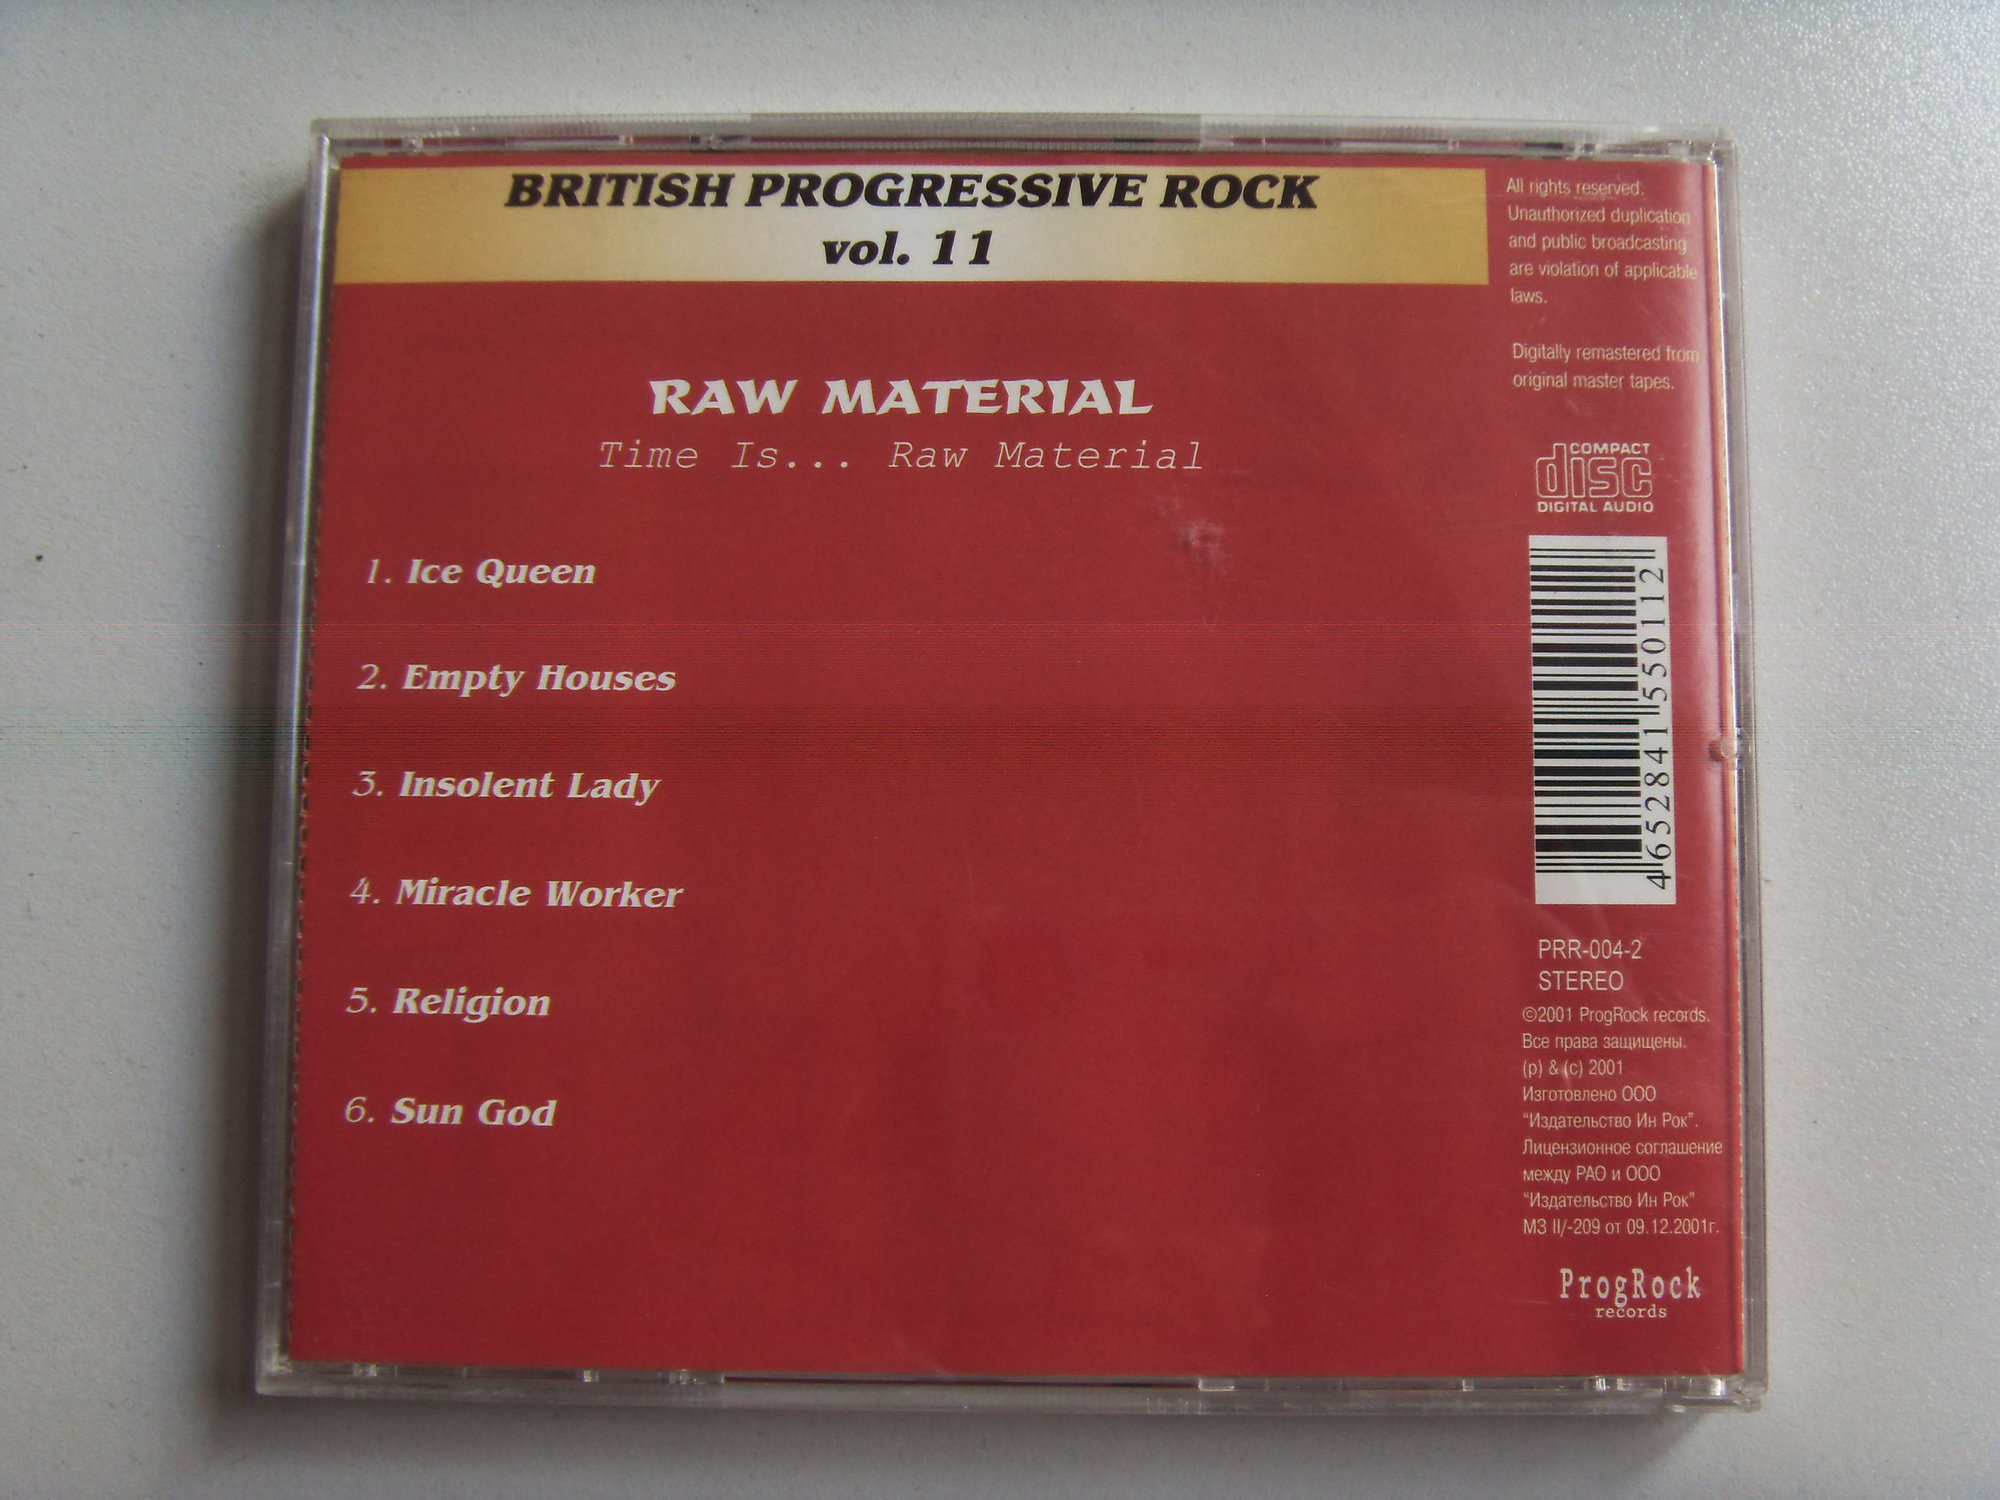 BRITISH PROGRESSIVE ROCK
vol. 11
RAW MATERIAL
Time Is... Raw Material
1. Ice Queen
2. Empty Houses
3. Insolent Lady
4. Miracle Worker
5. Religion
6. Sun God
All rights reserved.
Unauthorized duplication
and public broadcasting
are violation of applicable
laws.
Digitally remastered from
original master tapes.
COMPACT
disc
DIGITAL AUDIO
4 652841 550112
PRR-004-2
STEREO
©2001 ProgRock records.
Все права защищены.
(p) & (c) 2001
Изготовлено ООО
"Издательство Ин Рок".
Лицензионное соглашение
между РАО и ООО
"Издательство Ин Рок"
МЗ II/-209 от 09.12.2001г.
ProgRock
records